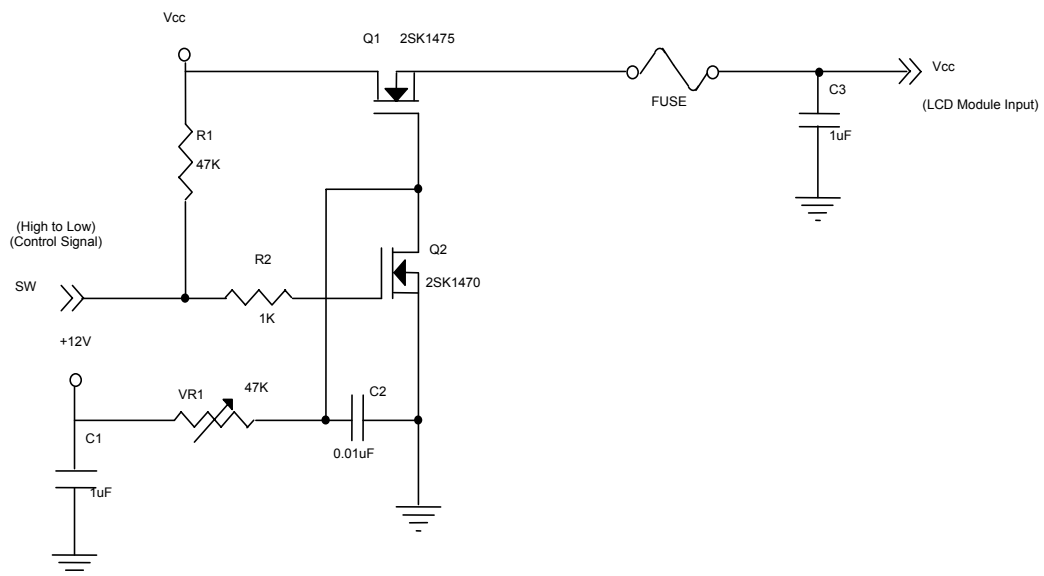 Vcc
Q1 2SK1475
Vcc
FUSE
C3
(LCD Module Input)
R1
1uF
47K
(High to Low)
(Control Signal)
Q2
R2
2SK1470
SW
1K
+12V
VR1
47K
C2
C1
0.01uF
1uF